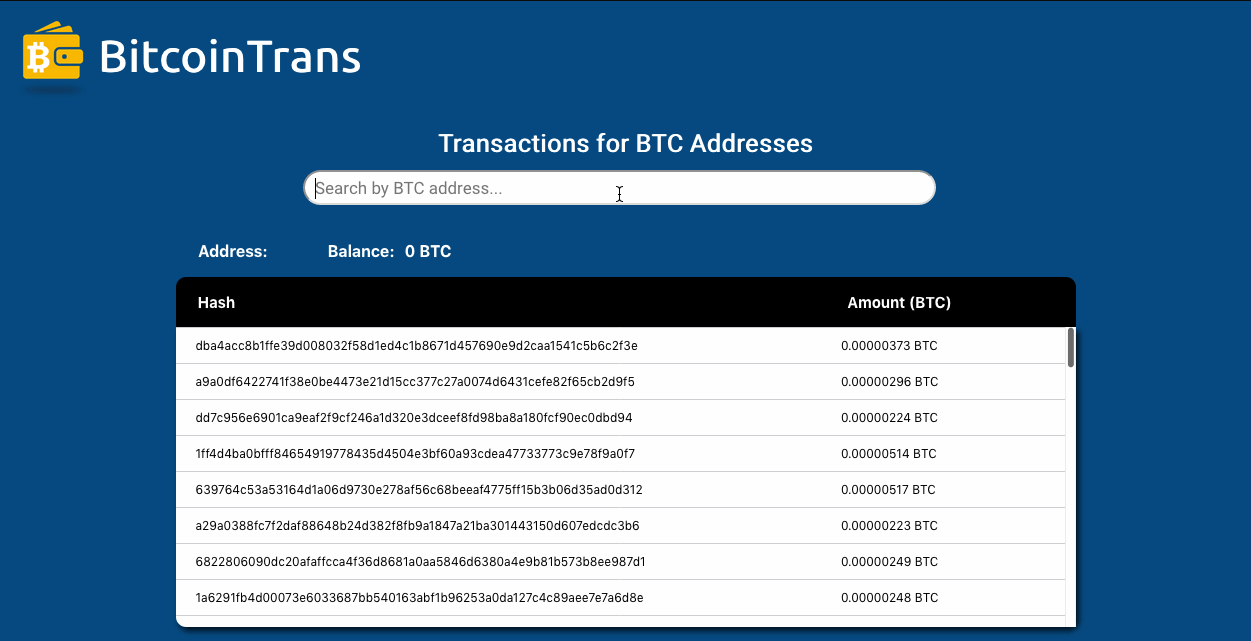 BitcoinTrans
Transactions for BTC Addresses
Search by BTC address...
Address: Balance: 0 BTC
Hash Amount (BTC)
dba4acc8b1ffe39d008032f58d1ed4c1b8671d457690e9d2caa1541c5b6c2f3e 0.00000373 BTC
a9a0df6422741f38e0be4473e21d15cc377c27a0074d6431cefe82f65cb2d9f5 0.00000296 BTC
dd7c956e6901ca9eaf2f9cf246a1d320e3dceef8fd98ba8a180fcf90ec0dbd94 0.00000224 BTC
1ff4d4ba0bfff84654919778435d4504e3bf60a93cdea47733773c9e78f9a0f7 0.00000514 BTC
639764c53a53164d1a06d9730e278af56c68beeaf4775ff15b3b06d35ad0d312 0.00000517 BTC
a29a0388fc7f2daf88648b24d382f8fb9a1847a21ba301443150d607edcdc3b6 0.00000223 BTC
6822806090dc20afaffcca4f36d8681a0aa5846d6380a4e9b81b573b8ee987d1 0.00000249 BTC
1a6291fb4d00073e6033687bb540163abf1b96253a0da127c4c89aee7e7a6d8e 0.00000248 BTC